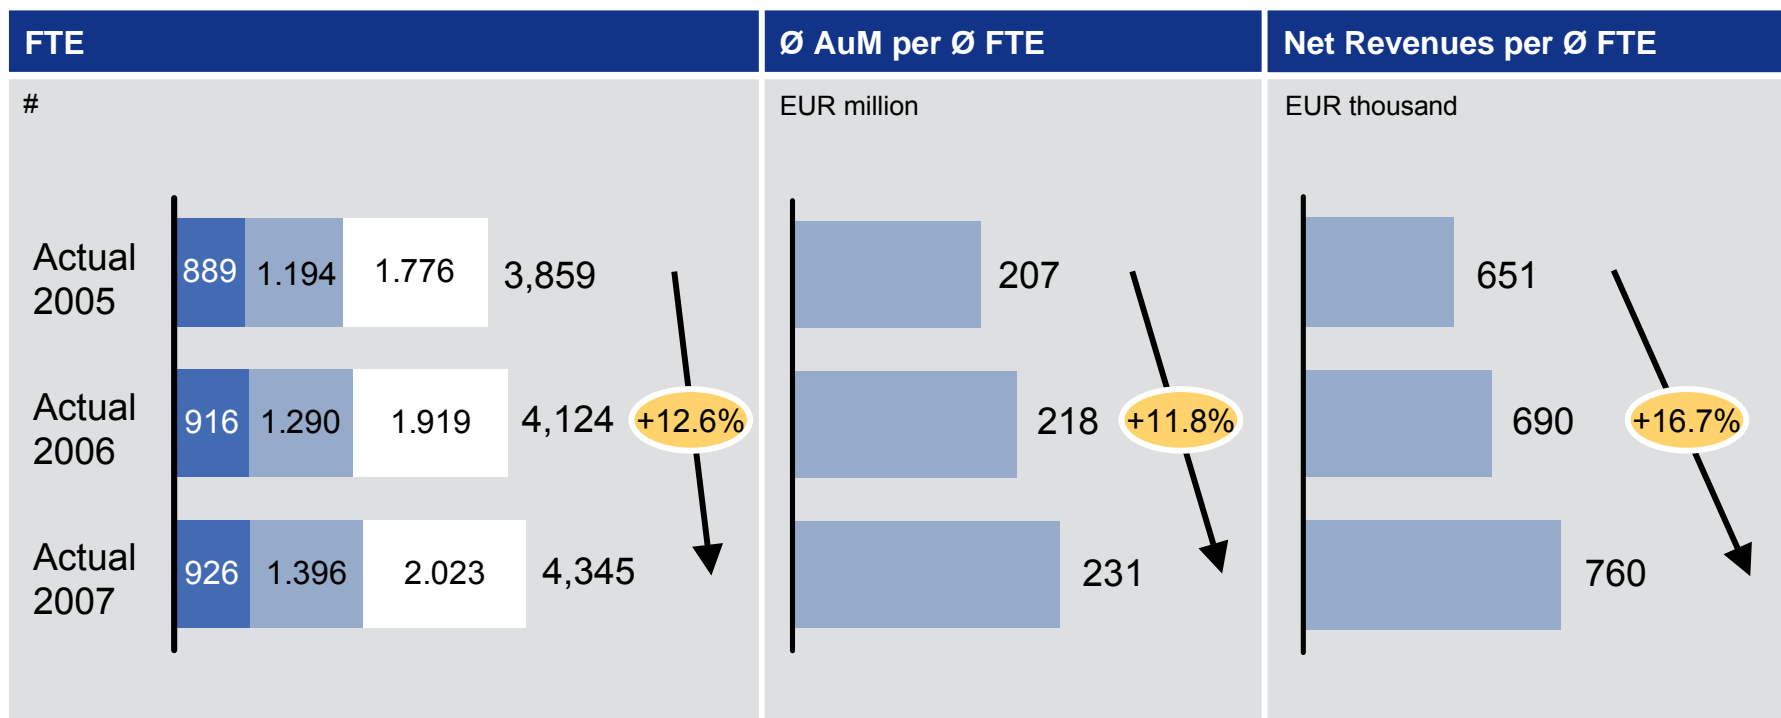 FTE
#
Actual
2005
889 1.194 1.776 3,859
Actual
2006
916 1.290 1.919 4,124 +12.6%
Actual
2007
926 1.396 2.023 4,345
Ø AuM per Ø FTE
EUR million
207
218 +11.8%
231
Net Revenues per Ø FTE
EUR thousand
651
690 +16.7%
760